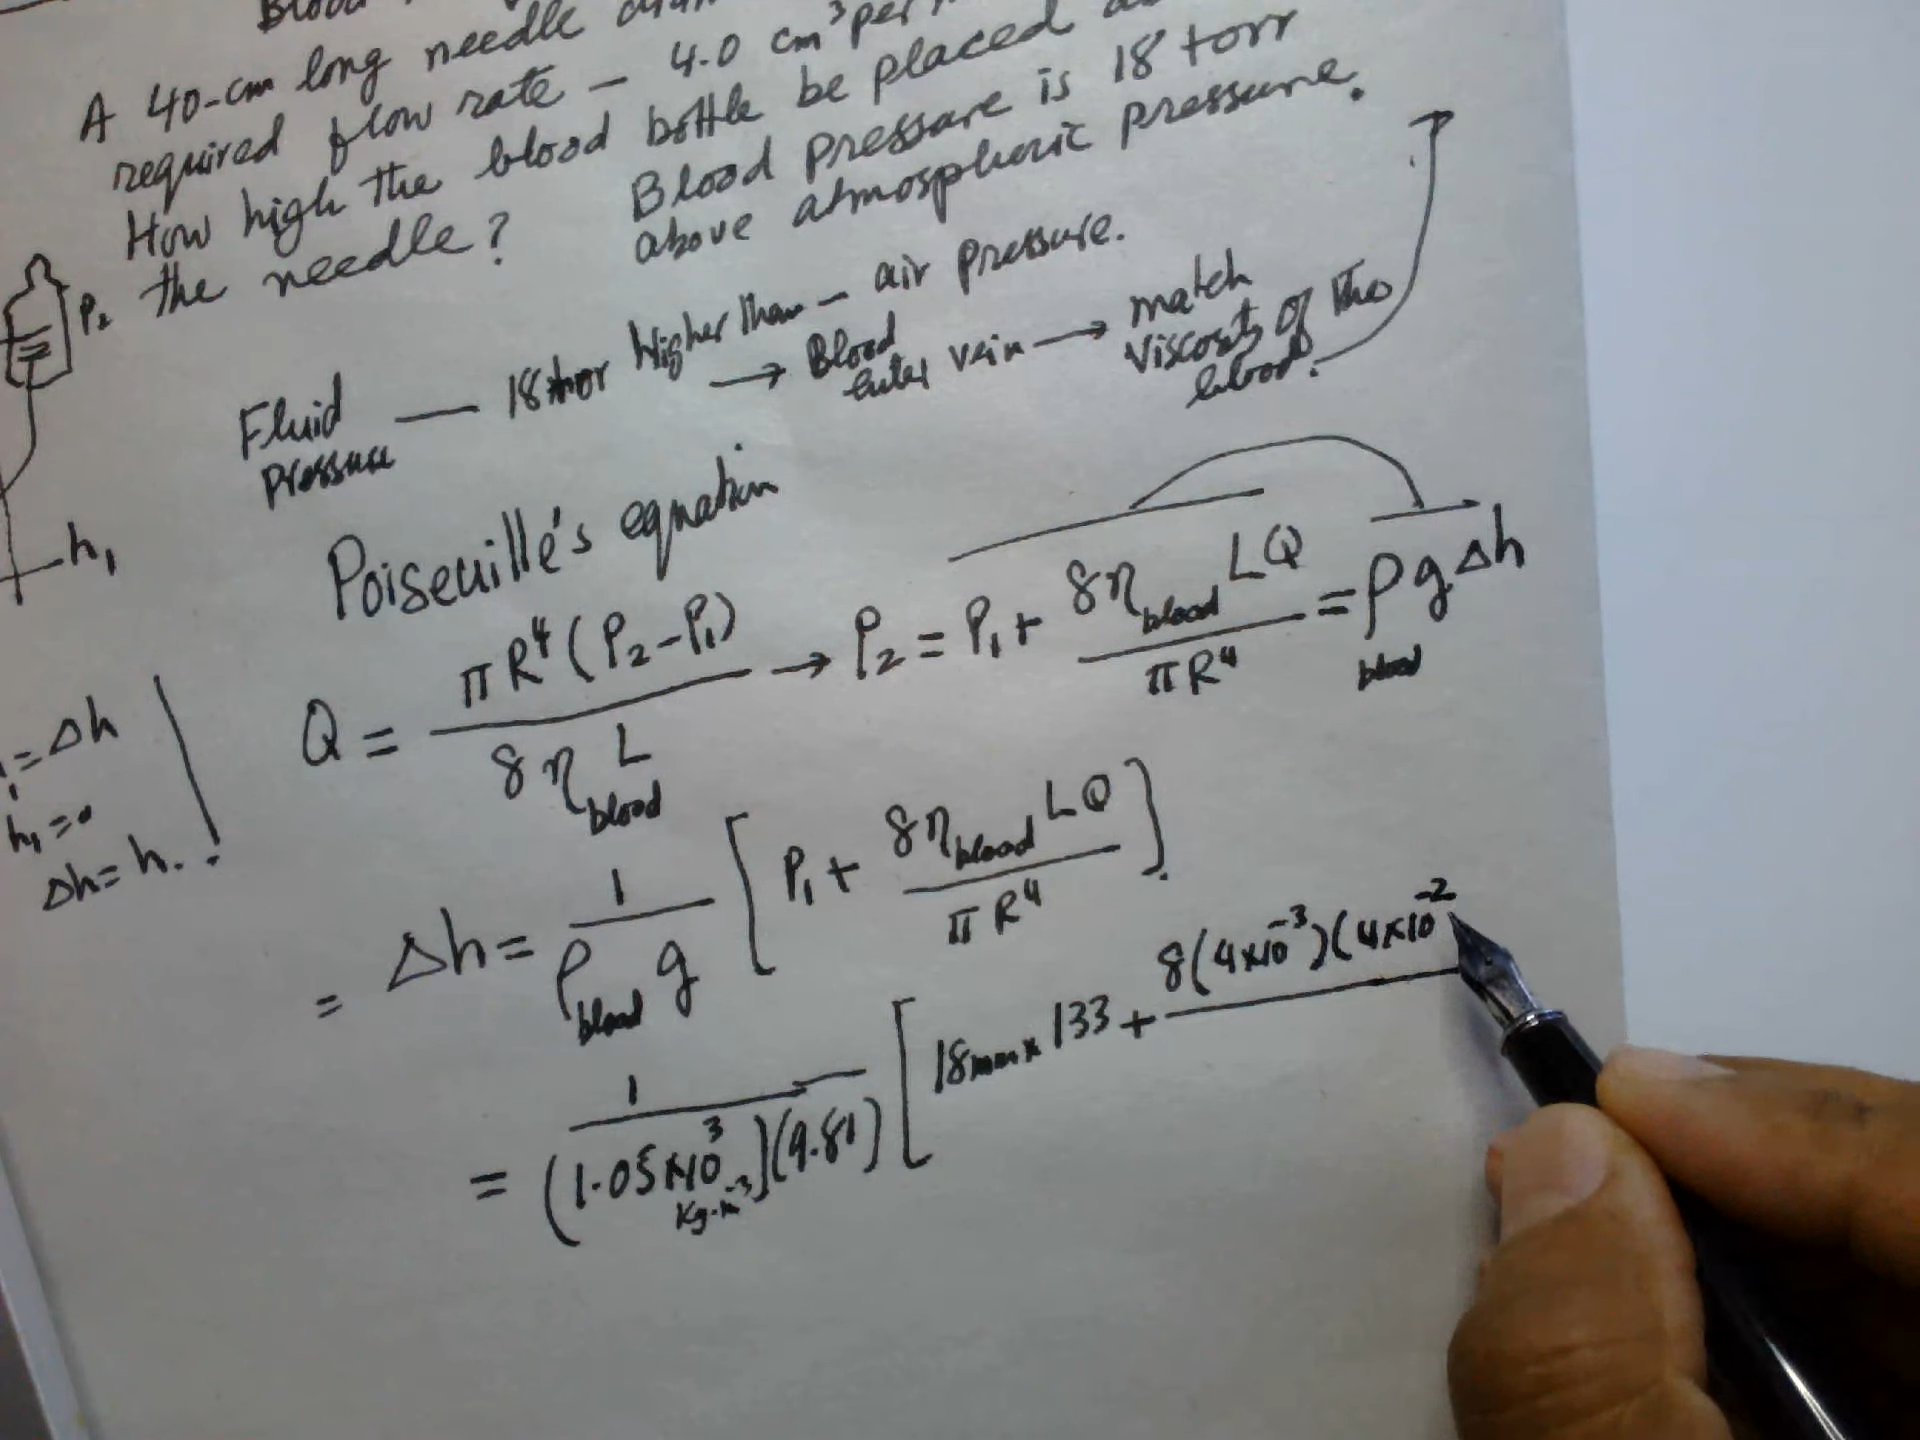 Blood
A 40-cm long needle
required flow rate – 4.0 cm³ per
How high the blood bottle be placed
the needle? Blood pressure is 18 torr
above atmospheric pressure.
P₂
Fluid pressure — 18 torr Higher than – air pressure.
→ Blood enter vein → match viscosity of the blood.
h₁
Poiseuille's equation
Q = πR⁴(P₂-P₁) / 8η_blood L → P₂ = P₁ + 8η_blood LQ / πR⁴ = ρ_blood g Δh
= Δh
h₁ = 0
Δh = h.
= Δh = 1 / ρ_blood g [P₁ + 8η_blood LQ / πR⁴].
= 1 / (1.05×10³ kg.m⁻³)(9.81) [18mm × 133 + 8(4×10⁻³)(4×10⁻²